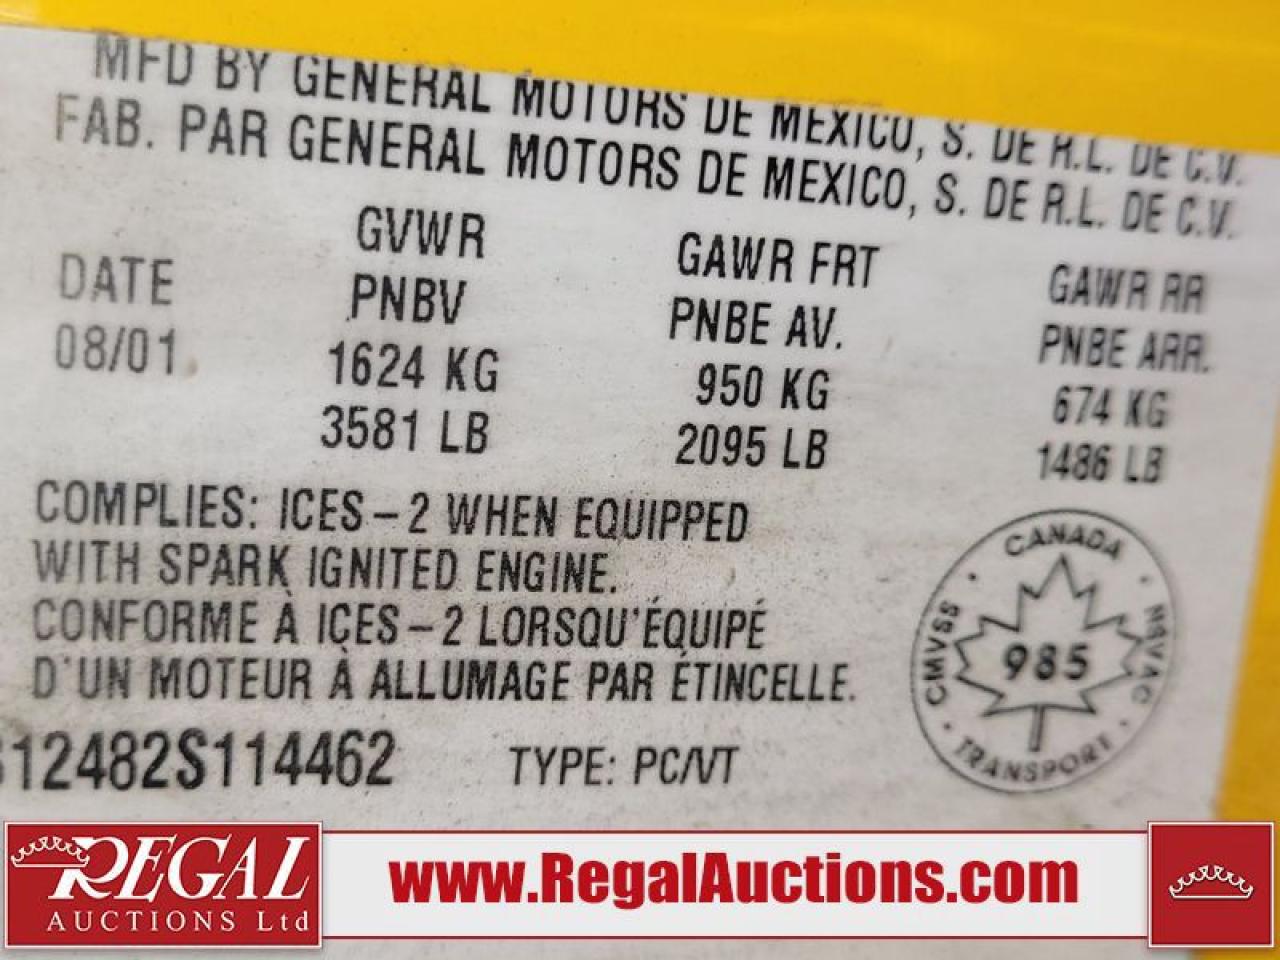 MFD BY GENERAL MOTORS DE MEXICO, S. DE R.L. DE C.V.
FAB. PAR GENERAL MOTORS DE MEXICO, S. DE R.L. DE C.V.
DATE GVWR GAWR FRT GAWR RR
08/01 PNBV PNBE AV. PNBE ARR.
1624 KG 950 KG 674 KG
3581 LB 2095 LB 1486 LB
COMPLIES: ICES-2 WHEN EQUIPPED
WITH SPARK IGNITED ENGINE.
CONFORME À ICES-2 LORSQU'ÉQUIPÉ
D'UN MOTEUR À ALLUMAGE PAR ÉTINCELLE.
12482S114462 TYPE: PC/VT
CANADA
CMVSS 985 NSVAC
TRANSPORT
REGAL
AUCTIONS Ltd
www.RegalAuctions.com